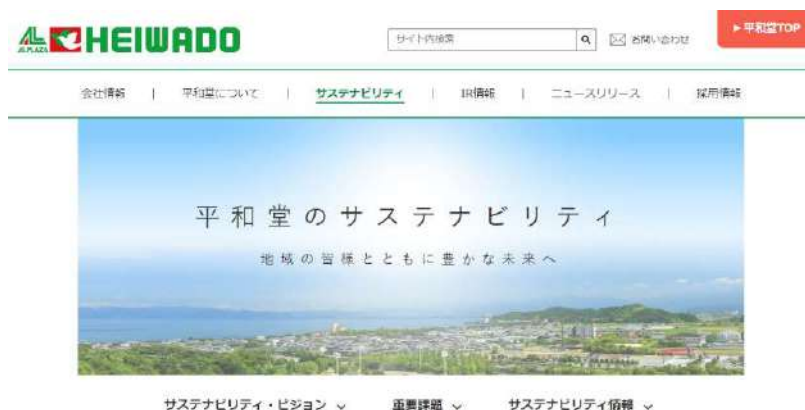 AL.PLAZA HEIWADO
サイト内検索
お問い合わせ
▶平和堂TOP
会社情報 | 平和堂について | サステナビリティ | IR情報 | ニュースリリース | 採用情報
平和堂のサステナビリティ
地域の皆様とともに豊かな未来へ
サステナビリティ・ビジョン 重要課題 サステナビリティ情報